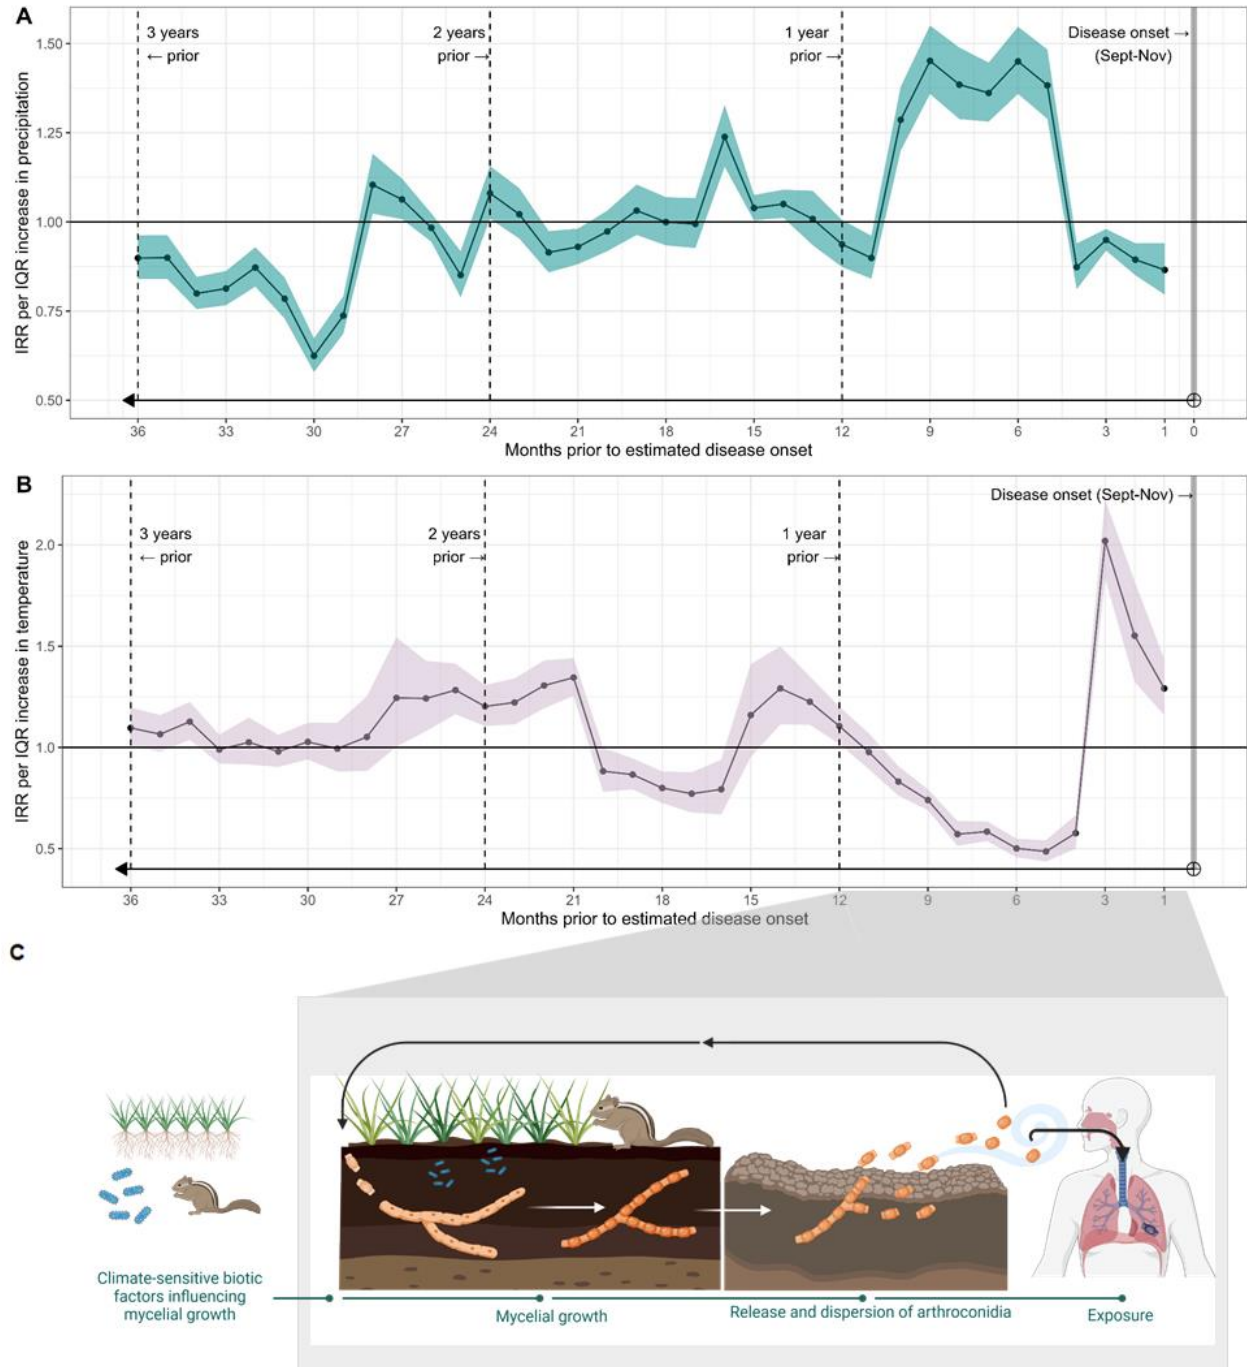 A
3 years
← prior
2 years
prior →
1 year
prior →
Disease onset →
(Sept-Nov)
IRR per IQR increase in precipitation
1.50
1.25
1.00
0.75
0.50
36 33 30 27 24 21 18 15 12 9 6 3 1 0
Months prior to estimated disease onset
B
Disease onset (Sept-Nov) →
3 years
← prior
2 years
prior →
1 year
prior →
IRR per IQR increase in temperature
2.0
1.5
1.0
0.5
36 33 30 27 24 21 18 15 12 9 6 3 1
Months prior to estimated disease onset
C
Climate-sensitive biotic
factors influencing
mycelial growth
Mycelial growth
Release and dispersion of arthroconidia
Exposure